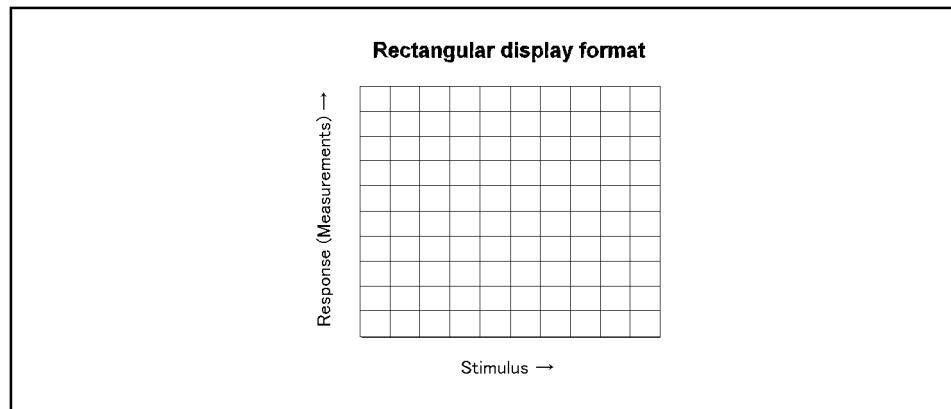 Rectangular display format
Response (Measurements) →
Stimulus →